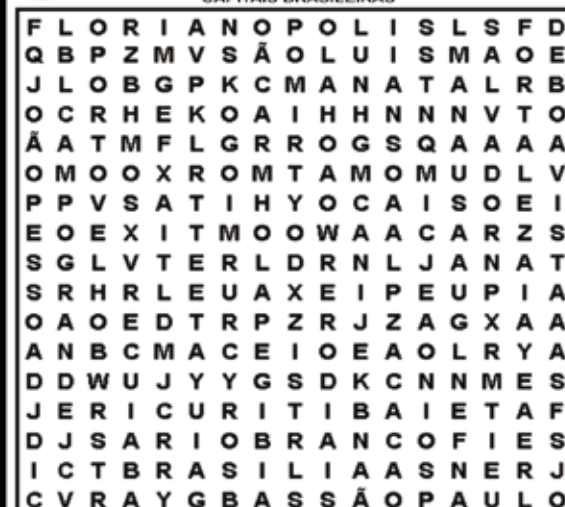 CAPITAIS BRASILEIRAS
F L O R I A N O P O L I S L S F D
Q B P Z M V S Ã O L U I S M A O E
J L O B G P K C M A N A T A L R B
O C R H E K O A I H H N N N V T O
Ã A T M F L G R R O G S Q A A A A
O M O O X R O M T A M O M U D L V
P P V S A T I H Y O C A I S O E I
E O E X I T M O O W A A C A R Z S
S G L V T E R L D R N L J A N A T
S R H R L E U A X E I P E U P I A
O A O E D T R P Z R J Z A G X A A
A N B C M A C E I O E A O L R Y A
D D W U J Y Y G S D K C N N M E S
J E R I C U R I T I B A I E T A F
D J S A R I O B R A N C O F I E S
I C T B R A S I L I A A S N E R J
C V R A Y G B A S S Ã O P A U L O